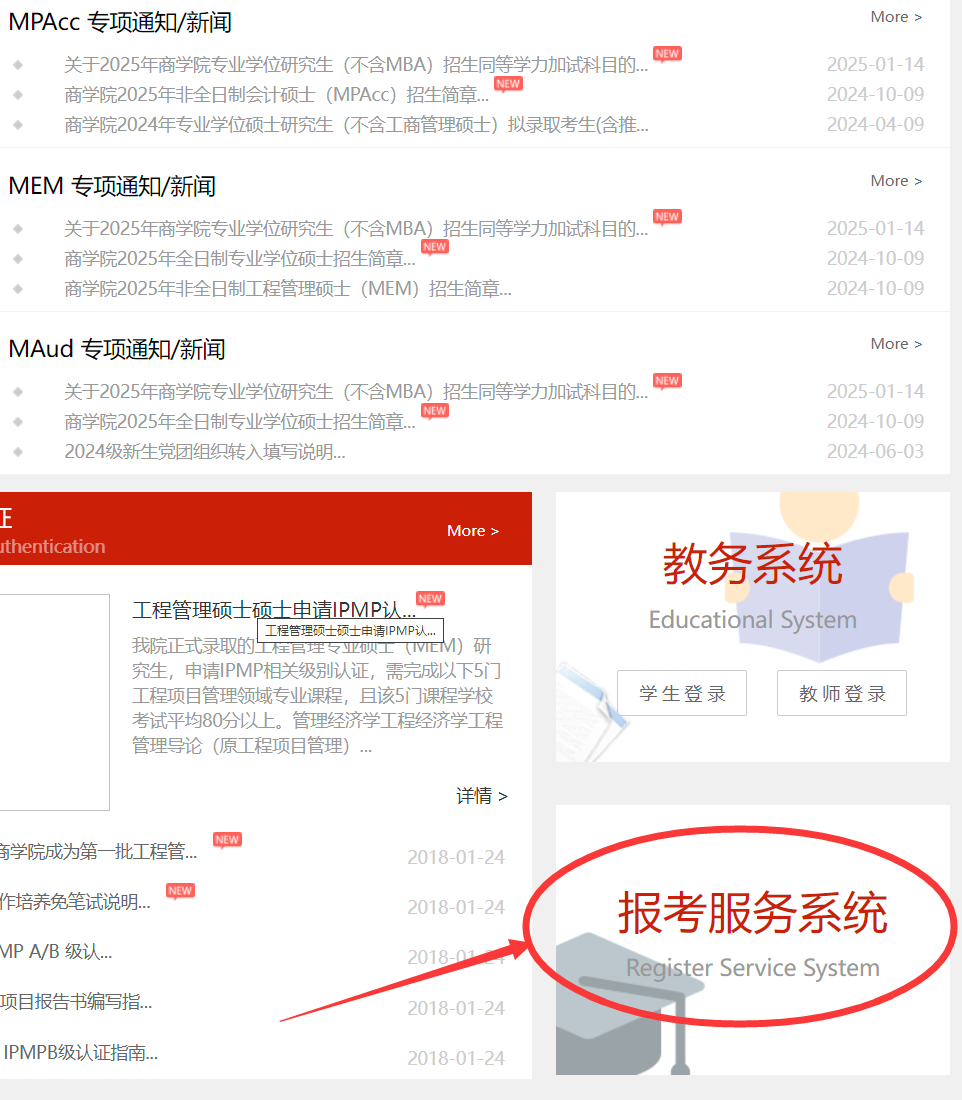 MPAcc 专项通知/新闻
More >
关于2025年商学院专业学位研究生（不含MBA）招生同等学力加试科目的... NEW 2025-01-14
商学院2025年非全日制会计硕士（MPAcc）招生简章... NEW 2024-10-09
商学院2024年专业学位硕士研究生（不含工商管理硕士）拟录取考生(含推... 2024-04-09
MEM 专项通知/新闻
More >
关于2025年商学院专业学位研究生（不含MBA）招生同等学力加试科目的... NEW 2025-01-14
商学院2025年全日制专业学位硕士招生简章... NEW 2024-10-09
商学院2025年非全日制工程管理硕士（MEM）招生简章... 2024-10-09
MAud 专项通知/新闻
More >
关于2025年商学院专业学位研究生（不含MBA）招生同等学力加试科目的... NEW 2025-01-14
商学院2025年全日制专业学位硕士招生简章... NEW 2024-10-09
2024级新生党团组织转入填写说明... 2024-06-03
证
uthentication
More >
工程管理硕士硕士申请IPMP认... NEW
工程管理硕士硕士申请IPMP认...
我院正式录取的工程管理专业硕士（MEM）研
究生，申请IPMP相关级别认证，需完成以下5门
工程项目管理领域专业课程，且该5门课程学校
考试平均80分以上。管理经济学工程经济学工程
管理导论（原工程项目管理）...
详情 >
商学院成为第一批工程管... NEW 2018-01-24
作培养免笔试说明... NEW 2018-01-24
MP A/B 级认... 2018-01-24
项目报告书编写指... 2018-01-24
IPMPB级认证指南... 2018-01-24
教务系统
Educational System
学生登录
教师登录
报考服务系统
Register Service System